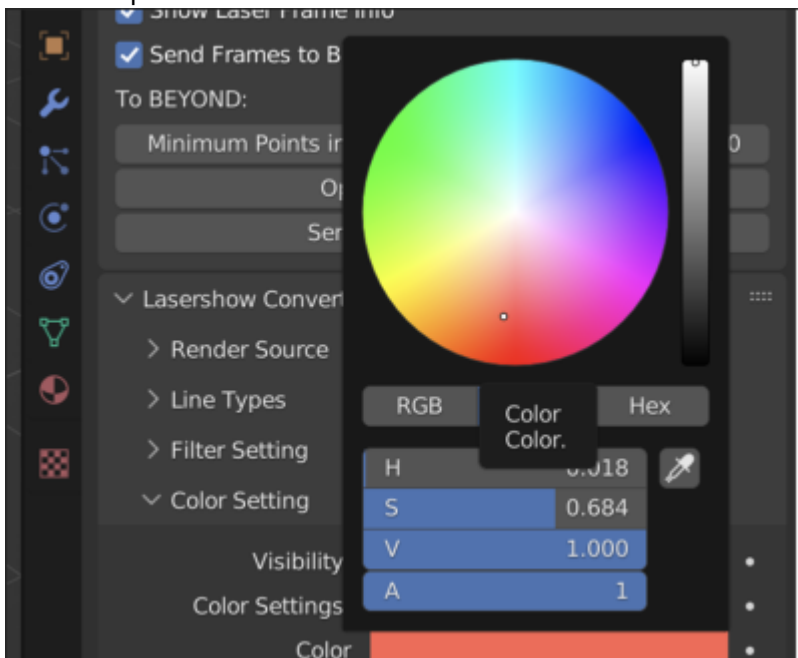 Show Laser Frame Info
Send Frames to B
To BEYOND:
Minimum Points in
0
Op
Ser
Lasershow Convert
Render Source
Line Types
Filter Setting
Color Setting
RGB
Hex
Color
Color.
H 0.018
S 0.684
V 1.000
A 1
Visibility
Color Settings
Color